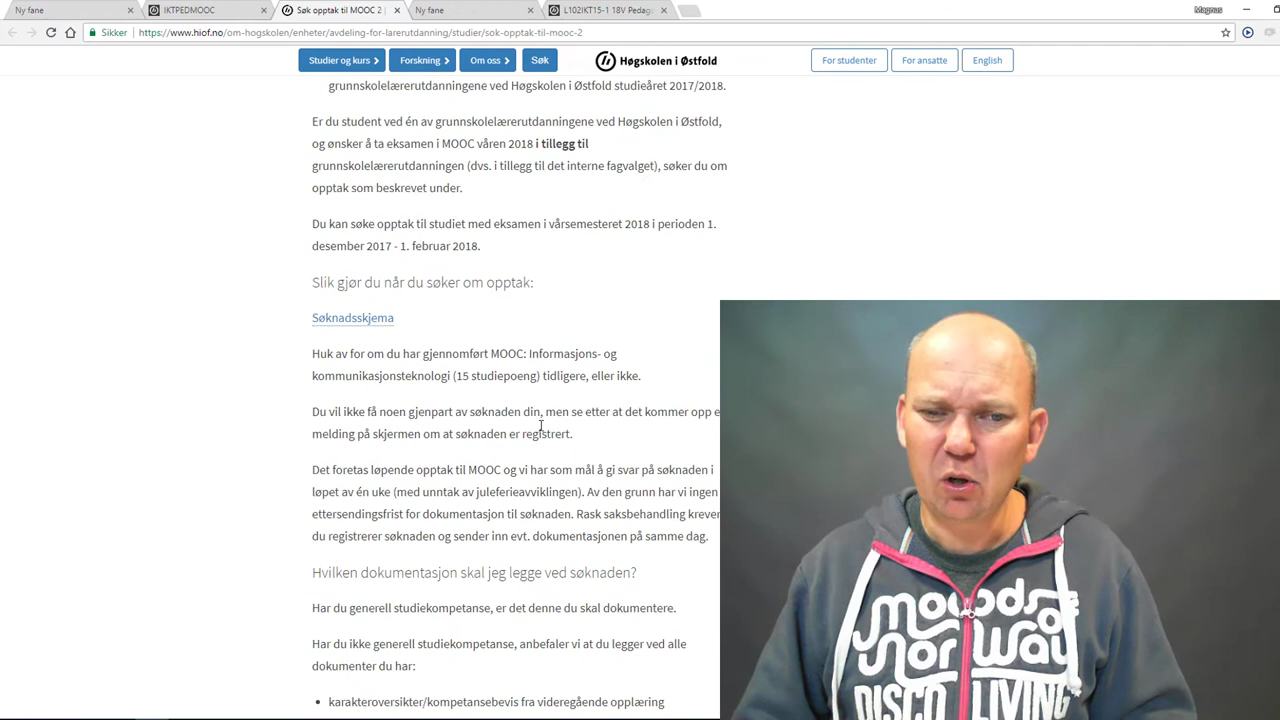 Ny fane
IKTPEDMOOC
Søk opptak til MOOC 2 |
Ny fane
L102IKT15-1 18V Pedag
Magnus
Sikker
https://www.hiof.no/om-hogskolen/enheter/avdeling-for-larerutdanning/studier/sok-opptak-til-mooc-2
Studier og kurs
Forskning
Om oss
Søk
Høgskolen i Østfold
For studenter
For ansatte
English
grunnskolelærerutdanningene ved Høgskolen i Østfold studieåret 2017/2018.
Er du student ved én av grunnskolelærerutdanningene ved Høgskolen i Østfold,
og ønsker å ta eksamen i MOOC våren 2018 i tillegg til
grunnskolelærerutdanningen (dvs. i tillegg til det interne fagvalget), søker du om
opptak som beskrevet under.
Du kan søke opptak til studiet med eksamen i vårsemesteret 2018 i perioden 1.
desember 2017 - 1. februar 2018.
Slik gjør du når du søker om opptak:
Søknadsskjema
Huk av for om du har gjennomført MOOC: Informasjons- og
kommunikasjonsteknologi (15 studiepoeng) tidligere, eller ikke.
Du vil ikke få noen gjenpart av søknaden din, men se etter at det kommer opp e
melding på skjermen om at søknaden er registrert.
Det foretas løpende opptak til MOOC og vi har som mål å gi svar på søknaden i
løpet av én uke (med unntak av juleferieavviklingen). Av den grunn har vi ingen
ettersendingsfrist for dokumentasjon til søknaden. Rask saksbehandling krever
du registrerer søknaden og sender inn evt. dokumentasjonen på samme dag.
Hvilken dokumentasjon skal jeg legge ved søknaden?
Har du generell studiekompetanse, er det denne du skal dokumentere.
Har du ikke generell studiekompetanse, anbefaler vi at du legger ved alle
dokumenter du har:
• karakteroversikter/kompetansebevis fra videregående opplæring
moods of
Norway
DISCO LIVING